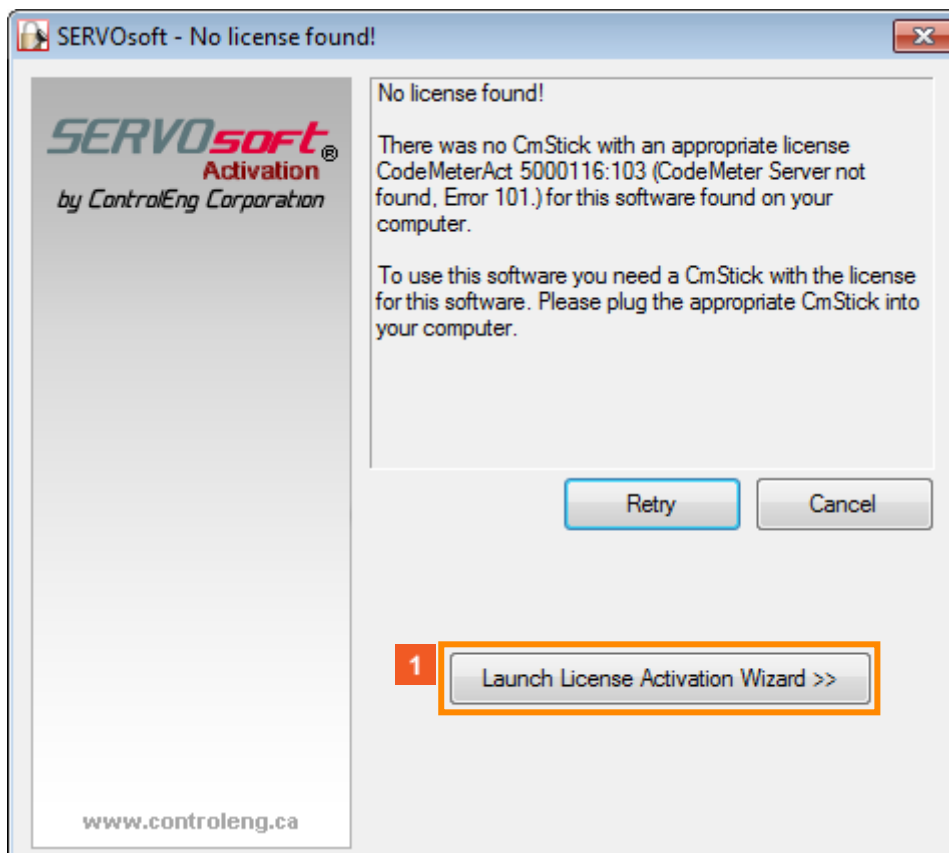 SERVOsoft - No license found!
SERVOsoft®
Activation
by ControlEng Corporation
No license found!
There was no CmStick with an appropriate license
CodeMeterAct 5000116:103 (CodeMeter Server not
found, Error 101.) for this software found on your
computer.
To use this software you need a CmStick with the license
for this software. Please plug the appropriate CmStick into
your computer.
Retry
Cancel
1
Launch License Activation Wizard >>
www.controleng.ca